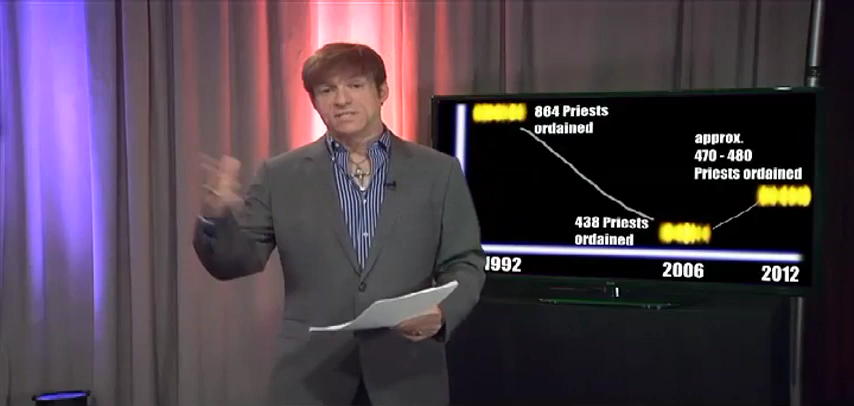 864 Priests
ordained
approx.
470 - 480
Priests ordained
438 Priests
ordained
1992
2006
2012